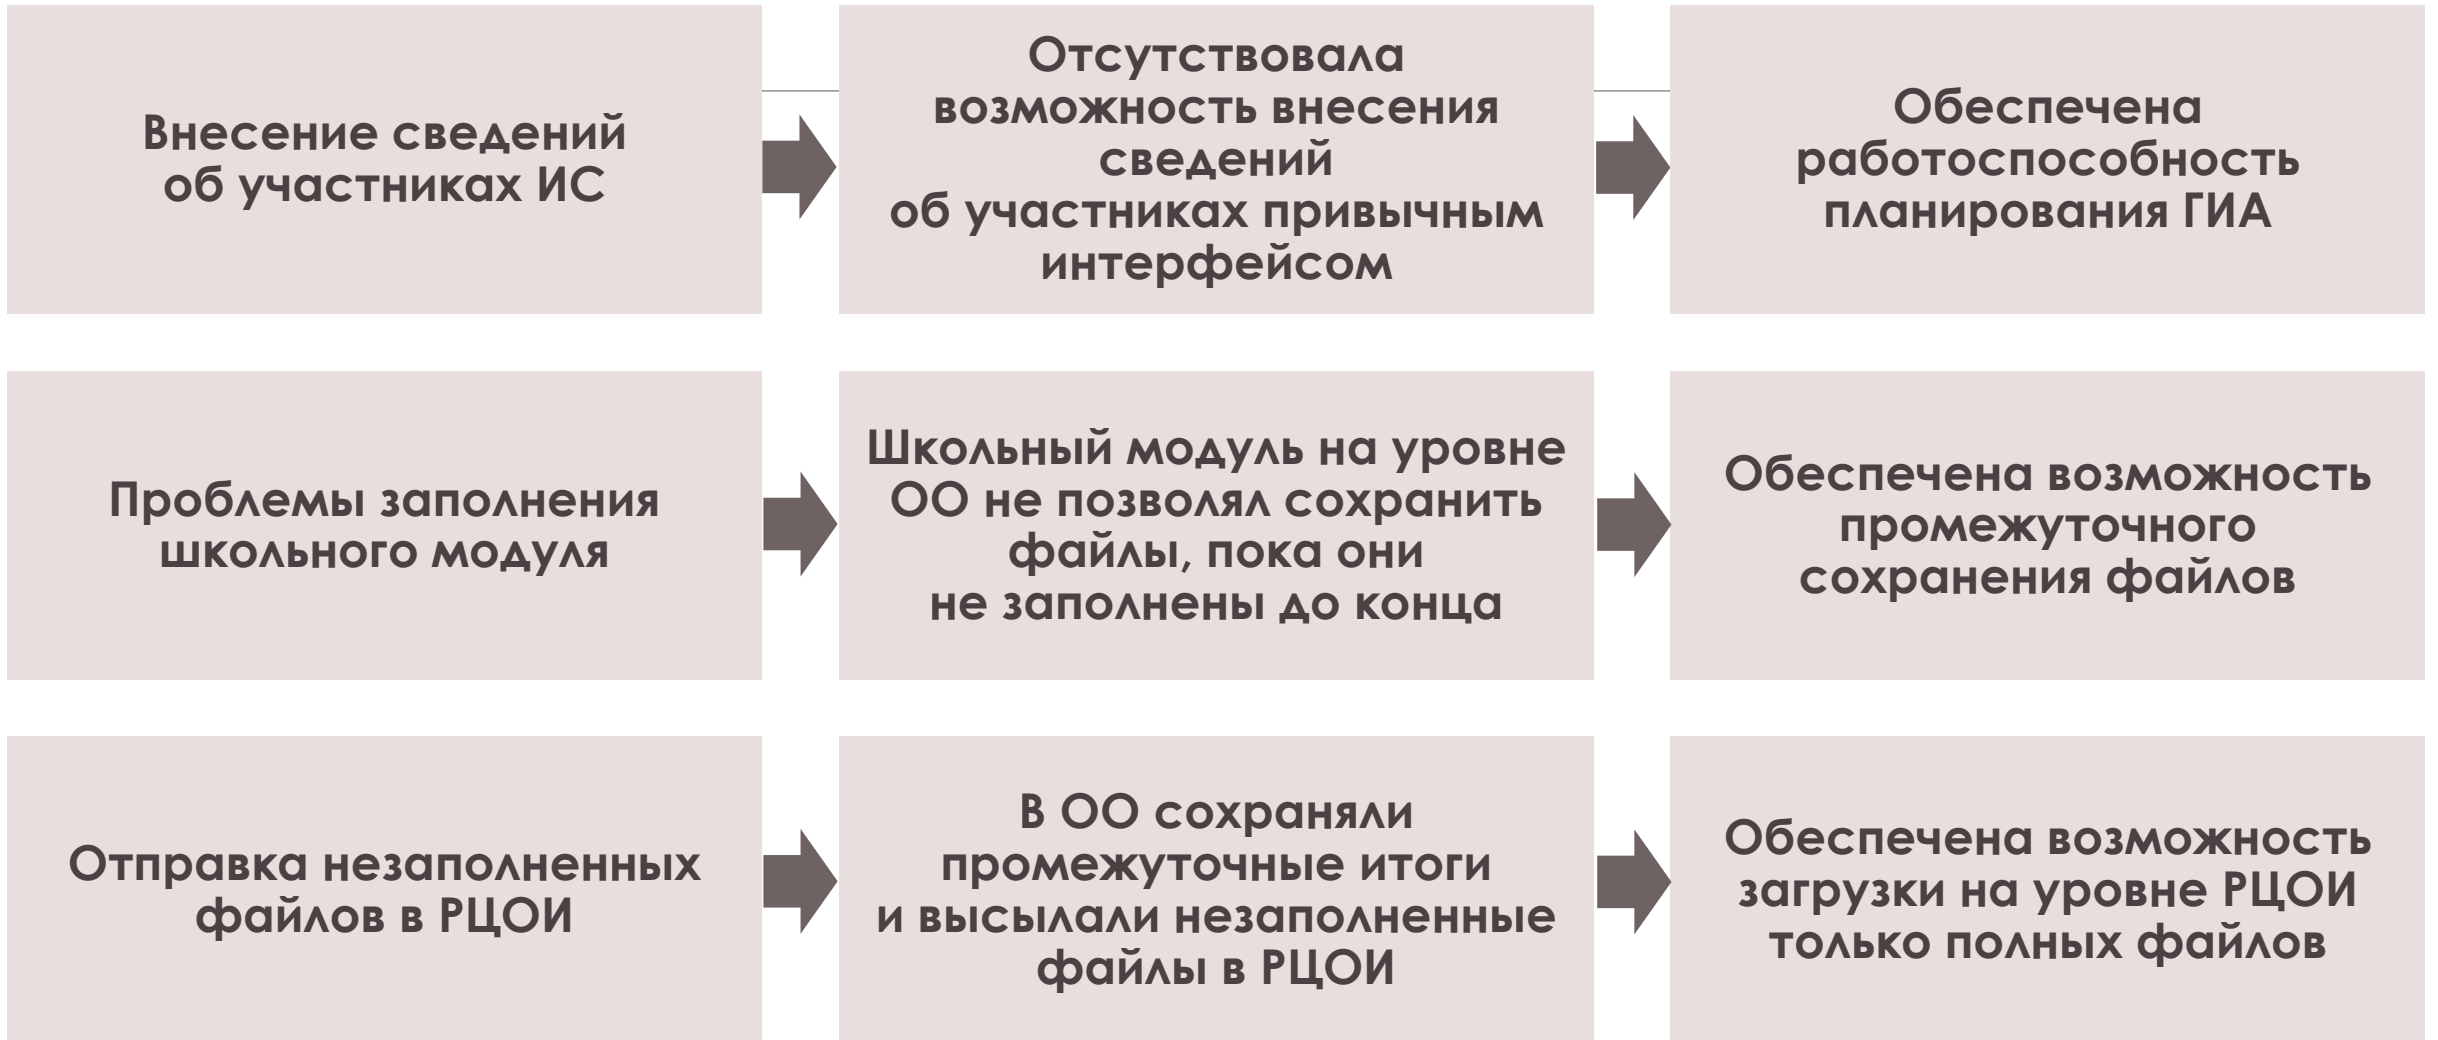 Внесение сведений
об участниках ИС
Отсутствовала
возможность внесения
сведений
об участниках привычным
интерфейсом
Обеспечена
работоспособность
планирования ГИА
Проблемы заполнения
школьного модуля
Школьный модуль на уровне
ОО не позволял сохранить
файлы, пока они
не заполнены до конца
Обеспечена возможность
промежуточного
сохранения файлов
Отправка незаполненных
файлов в РЦОИ
В ОО сохраняли
промежуточные итоги
и высылали незаполненные
файлы в РЦОИ
Обеспечена возможность
загрузки на уровне РЦОИ
только полных файлов